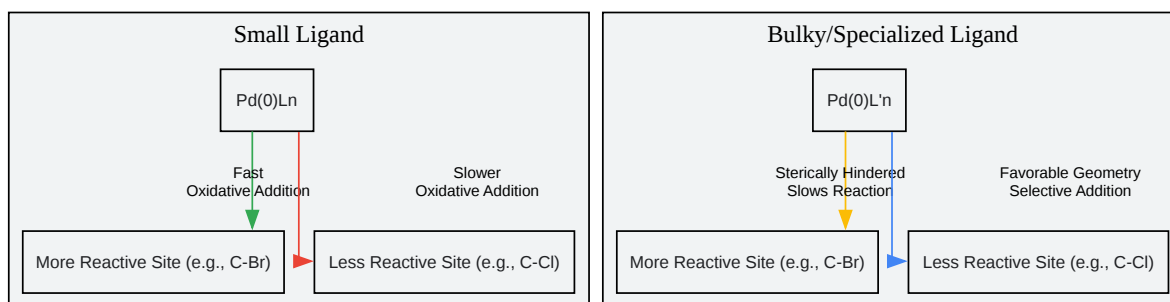 Small Ligand
Pd(0)Ln
Fast
Oxidative Addition
Slower
Oxidative Addition
More Reactive Site (e.g., C-Br)
Less Reactive Site (e.g., C-Cl)
Bulky/Specialized Ligand
Pd(0)L'n
Sterically Hindered
Slows Reaction
Favorable Geometry
Selective Addition
More Reactive Site (e.g., C-Br)
Less Reactive Site (e.g., C-Cl)